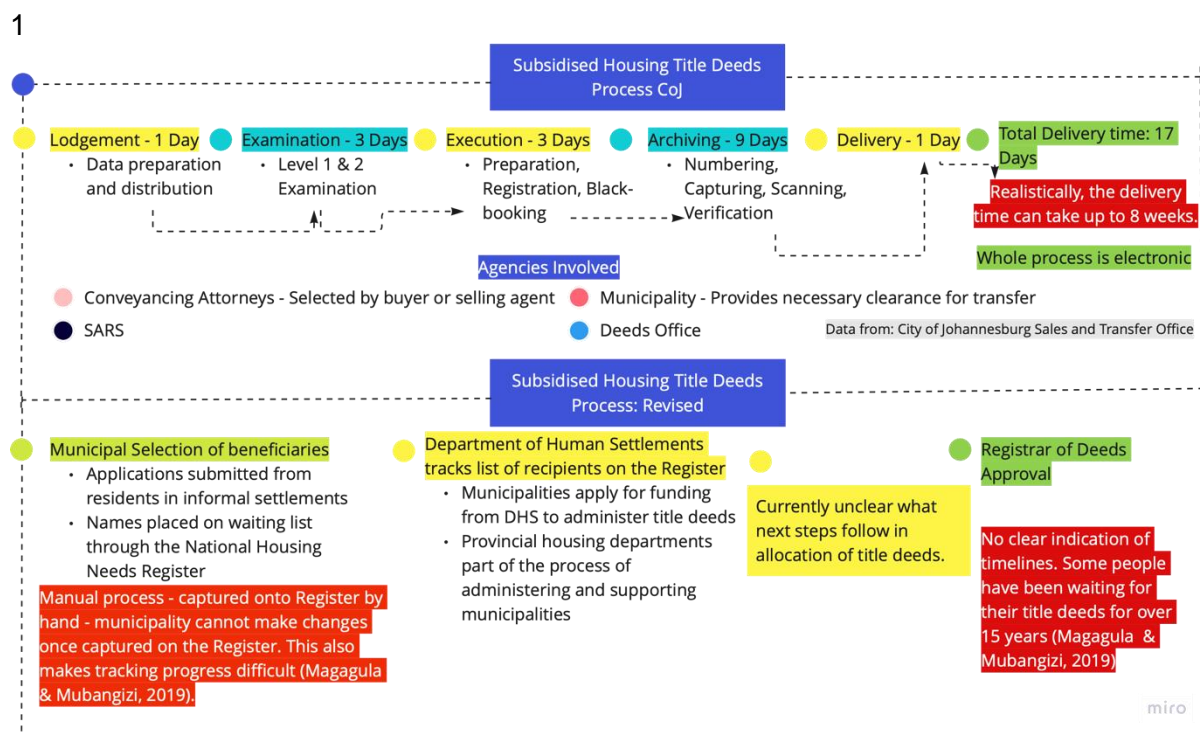 1
Subsidised Housing Title Deeds
Process CoJ
Lodgement - 1 Day
• Data preparation
and distribution
Examination - 3 Days
• Level 1 & 2
Examination
Execution - 3 Days
• Preparation,
Registration, Black-
booking
Archiving - 9 Days
• Numbering,
Capturing, Scanning,
Verification
Delivery - 1 Day
Total Delivery time: 17
Days
Realistically, the delivery
time can take up to 8 weeks.
Whole process is electronic
Agencies Involved
Conveyancing Attorneys - Selected by buyer or selling agent
Municipality - Provides necessary clearance for transfer
SARS
Deeds Office
Data from: City of Johannesburg Sales and Transfer Office
Subsidised Housing Title Deeds
Process: Revised
Municipal Selection of beneficiaries
• Applications submitted from
residents in informal settlements
• Names placed on waiting list
through the National Housing
Needs Register
Manual process - captured onto Register by
hand - municipality cannot make changes
once captured on the Register. This also
makes tracking progress difficult (Magagula
& Mubangizi, 2019).
Department of Human Settlements
tracks list of recipients on the Register
• Municipalities apply for funding
from DHS to administer title deeds
• Provincial housing departments
part of the process of
administering and supporting
municipalities
Currently unclear what
next steps follow in
allocation of title deeds.
Registrar of Deeds
Approval
No clear indication of
timelines. Some people
have been waiting for
their title deeds for over
15 years (Magagula &
Mubangizi, 2019)
miro